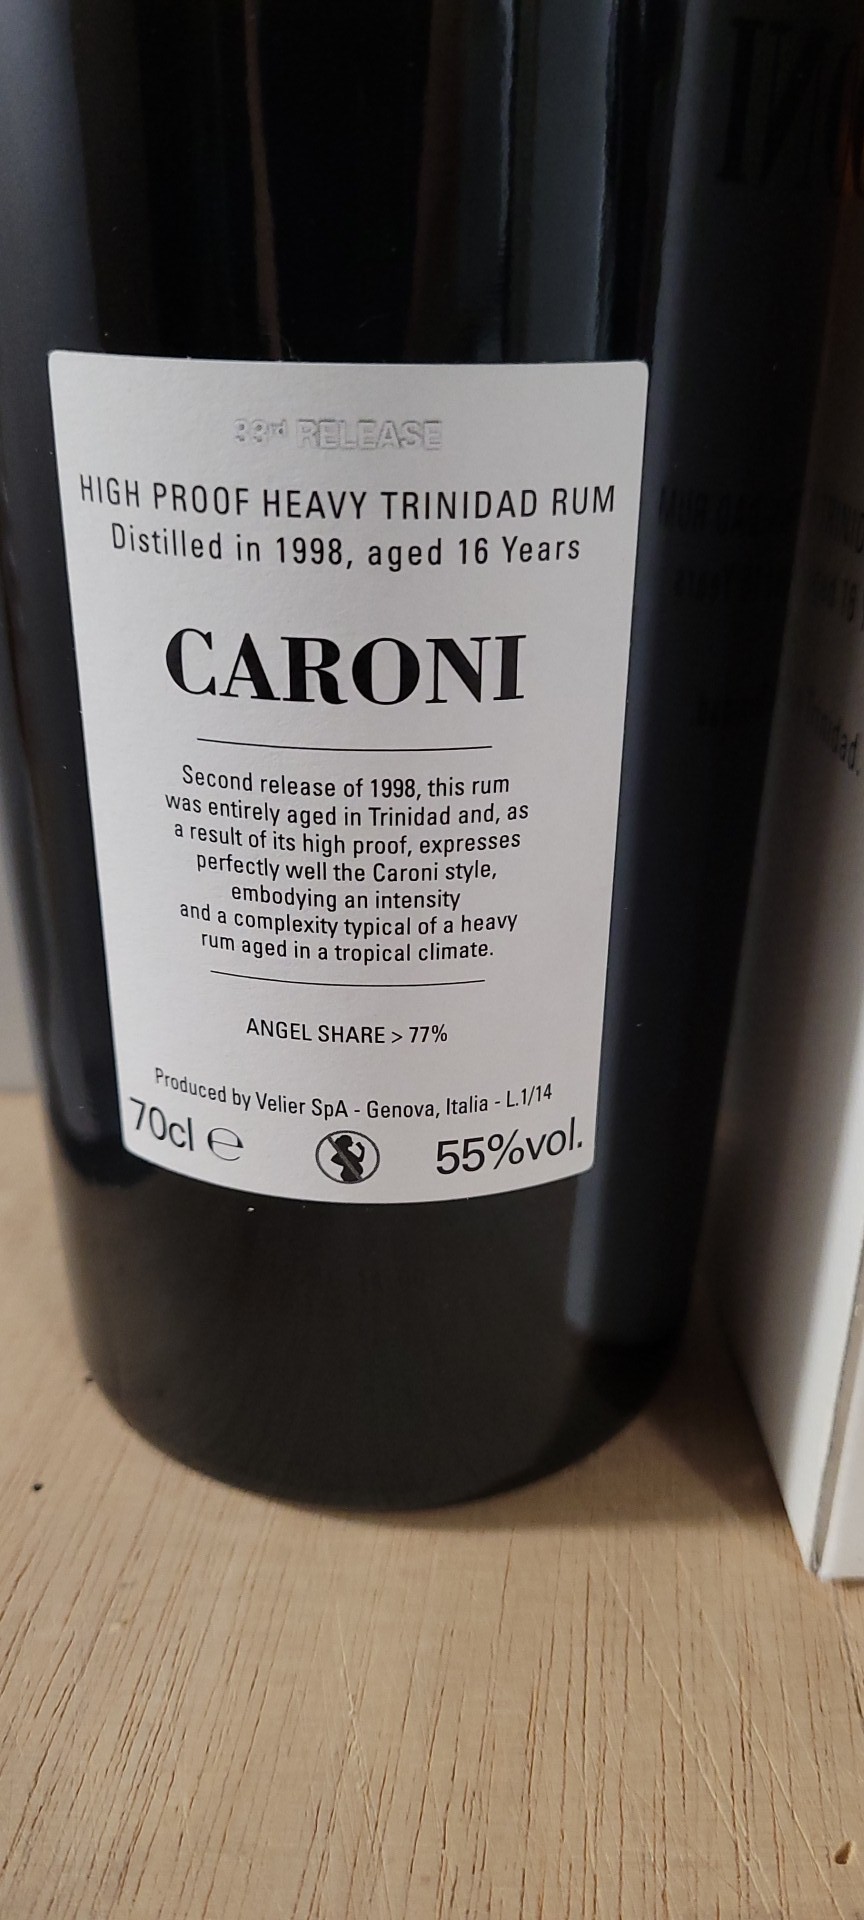 33rd RELEASE
HIGH PROOF HEAVY TRINIDAD RUM
Distilled in 1998, aged 16 Years
CARONI
Second release of 1998, this rum
was entirely aged in Trinidad and, as
a result of its high proof, expresses
perfectly well the Caroni style,
embodying an intensity
and a complexity typical of a heavy
rum aged in a tropical climate.
ANGEL SHARE > 77%
Produced by Velier SpA - Genova, Italia - L.1/14
70cl ℮ 55%vol.